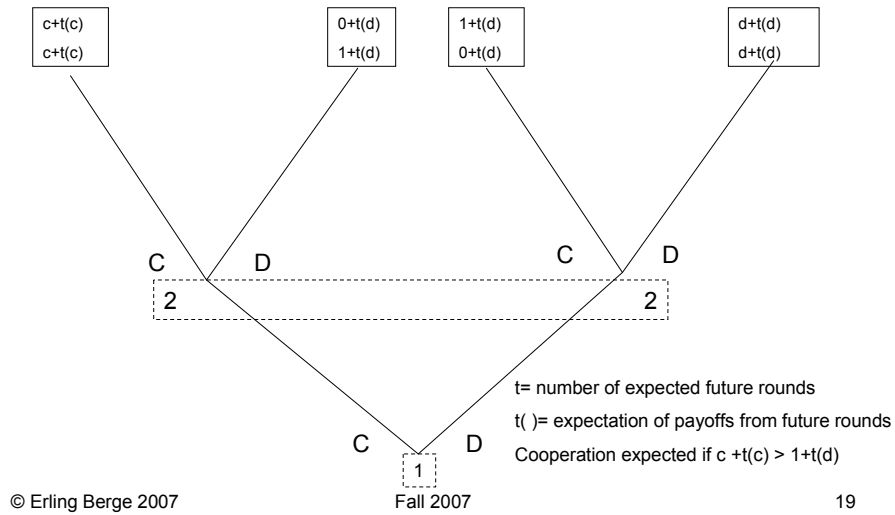 c+t(c)
c+t(c)
0+t(d)
1+t(d)
1+t(d)
0+t(d)
d+t(d)
d+t(d)
C D C D
2 2
t= number of expected future rounds
t( )= expectation of payoffs from future rounds
C D
Cooperation expected if c +t(c) > 1+t(d)
1
© Erling Berge 2007 Fall 2007 19